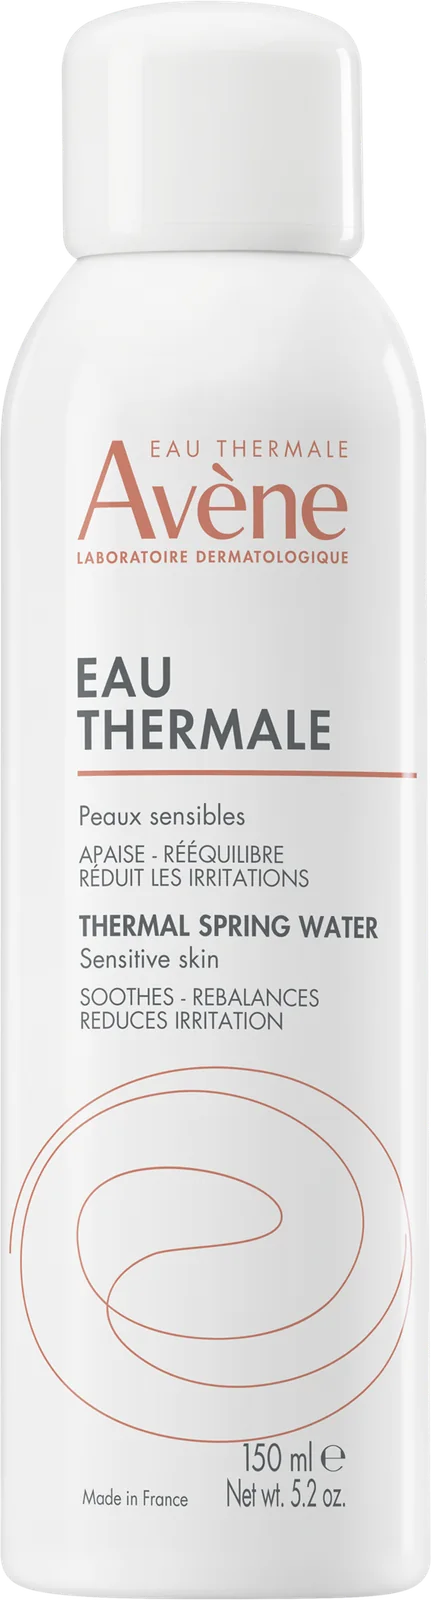 EAU THERMALE
Avène
LABORATOIRE DERMATOLOGIQUE
EAU
THERMALE
Peaux sensibles
APAISE - RÉÉQUILIBRE
RÉDUIT LES IRRITATIONS
THERMAL SPRING WATER
Sensitive skin
SOOTHES - REBALANCES
REDUCES IRRITATION
150 ml ℮
Made in France
Net wt. 5.2 oz.